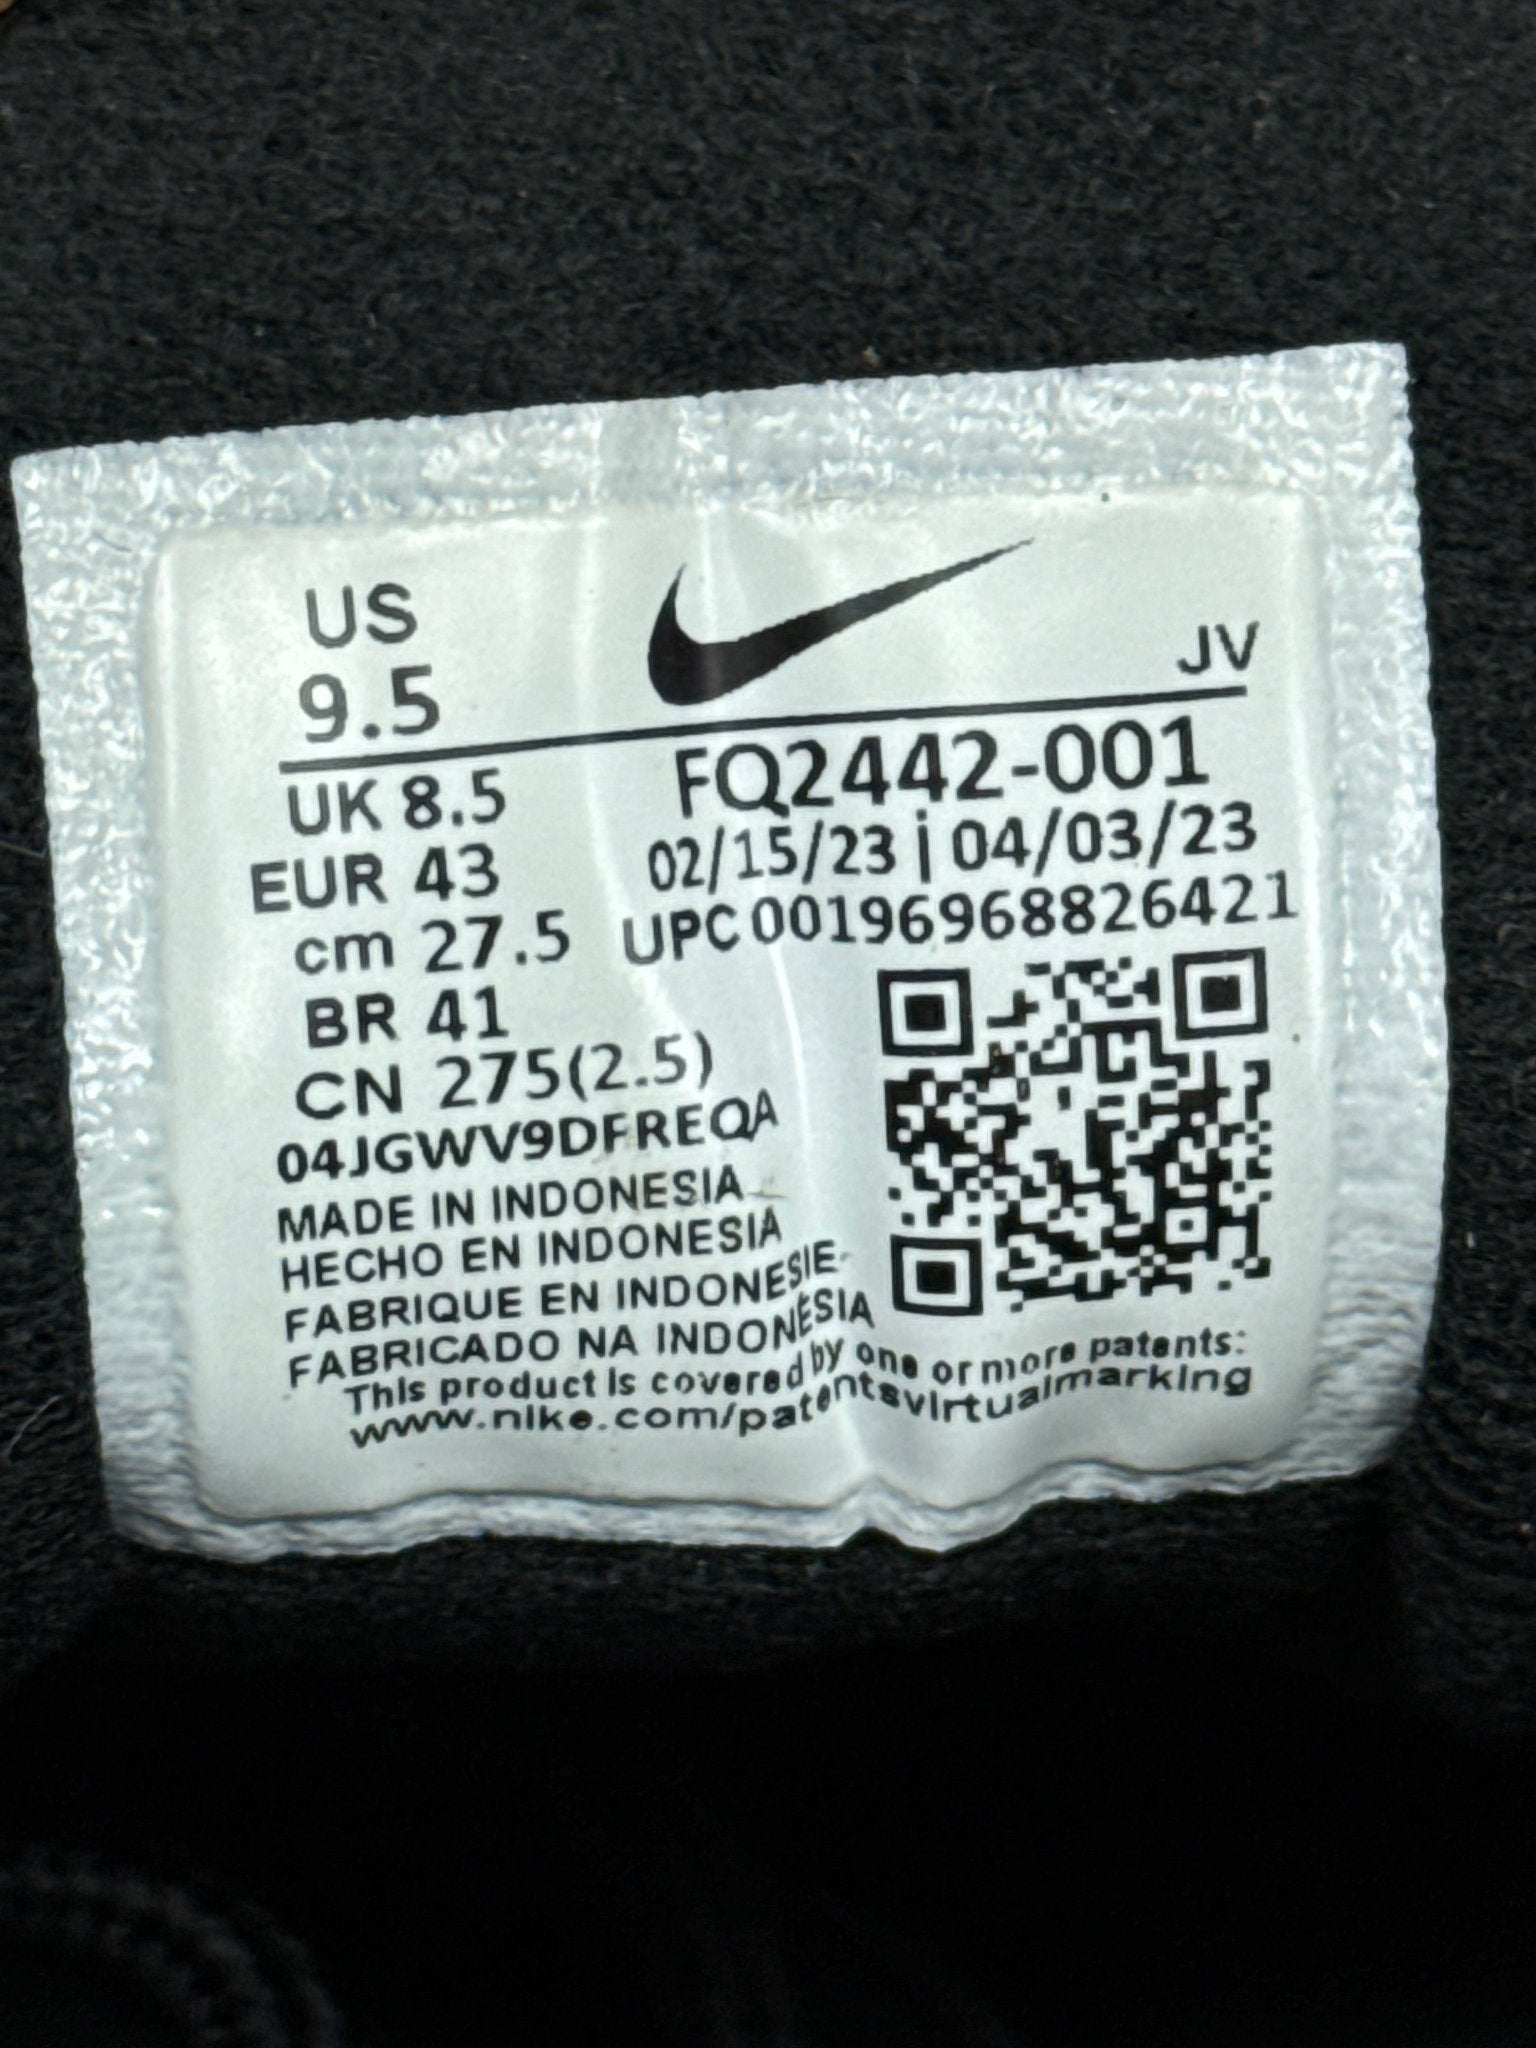 US
9.5
JV
UK 8.5
EUR 43
cm 27.5
BR 41
CN 275(2.5)
FQ2442-001
02/15/23 | 04/03/23
UPC 00196968826421
04JGWV9DFREQA
MADE IN INDONESIA
HECHO EN INDONESIA
FABRIQUE EN INDONESIE
FABRICADO NA INDONÉSIA
This product is covered by one or more patents:
www.nike.com/patentsvirtualmarking